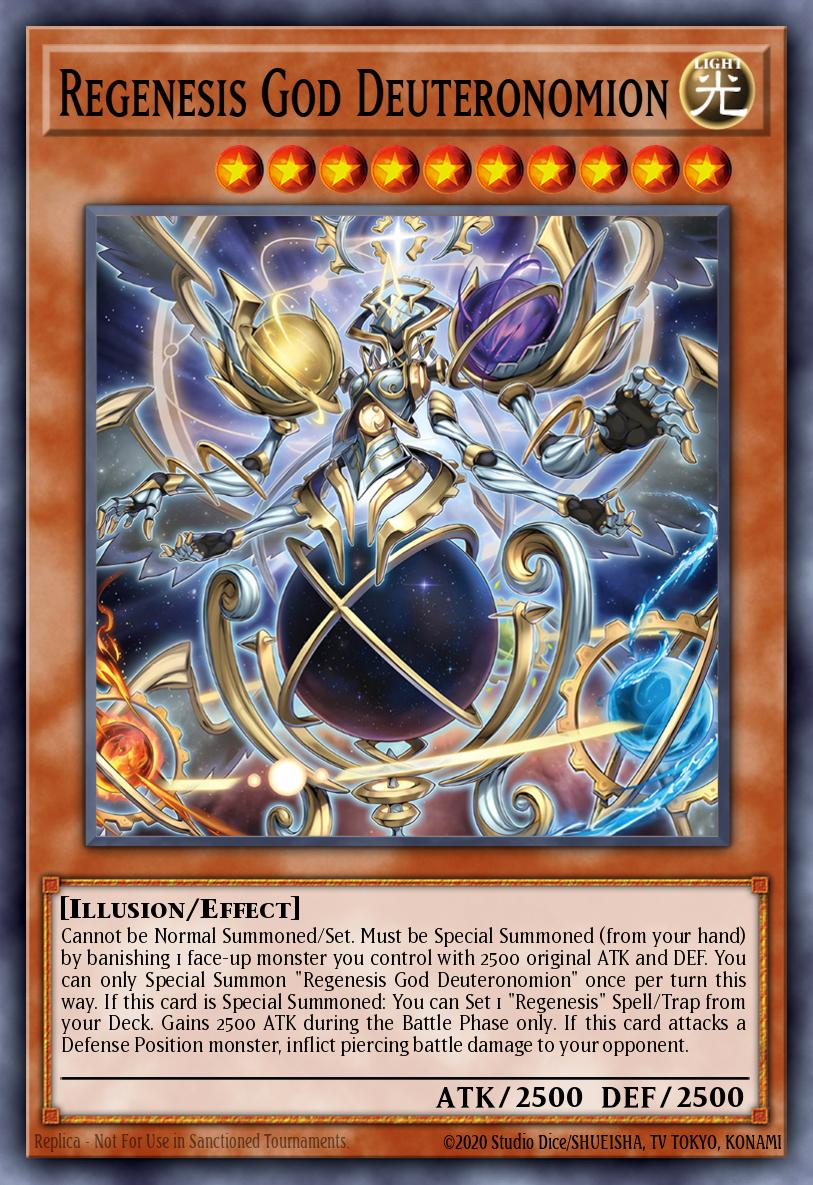 Regenesis God Deuteronomion
LIGHT
光
[Illusion/Effect]
Cannot be Normal Summoned/Set. Must be Special Summoned (from your hand)
by banishing 1 face-up monster you control with 2500 original ATK and DEF. You
can only Special Summon "Regenesis God Deuteronomion" once per turn this
way. If this card is Special Summoned: You can Set 1 "Regenesis" Spell/Trap from
your Deck. Gains 2500 ATK during the Battle Phase only. If this card attacks a
Defense Position monster, inflict piercing battle damage to your opponent.
ATK/2500 DEF/2500
Replica - Not For Use in Sanctioned Tournaments.
©2020 Studio Dice/SHUEISHA, TV TOKYO, KONAMI